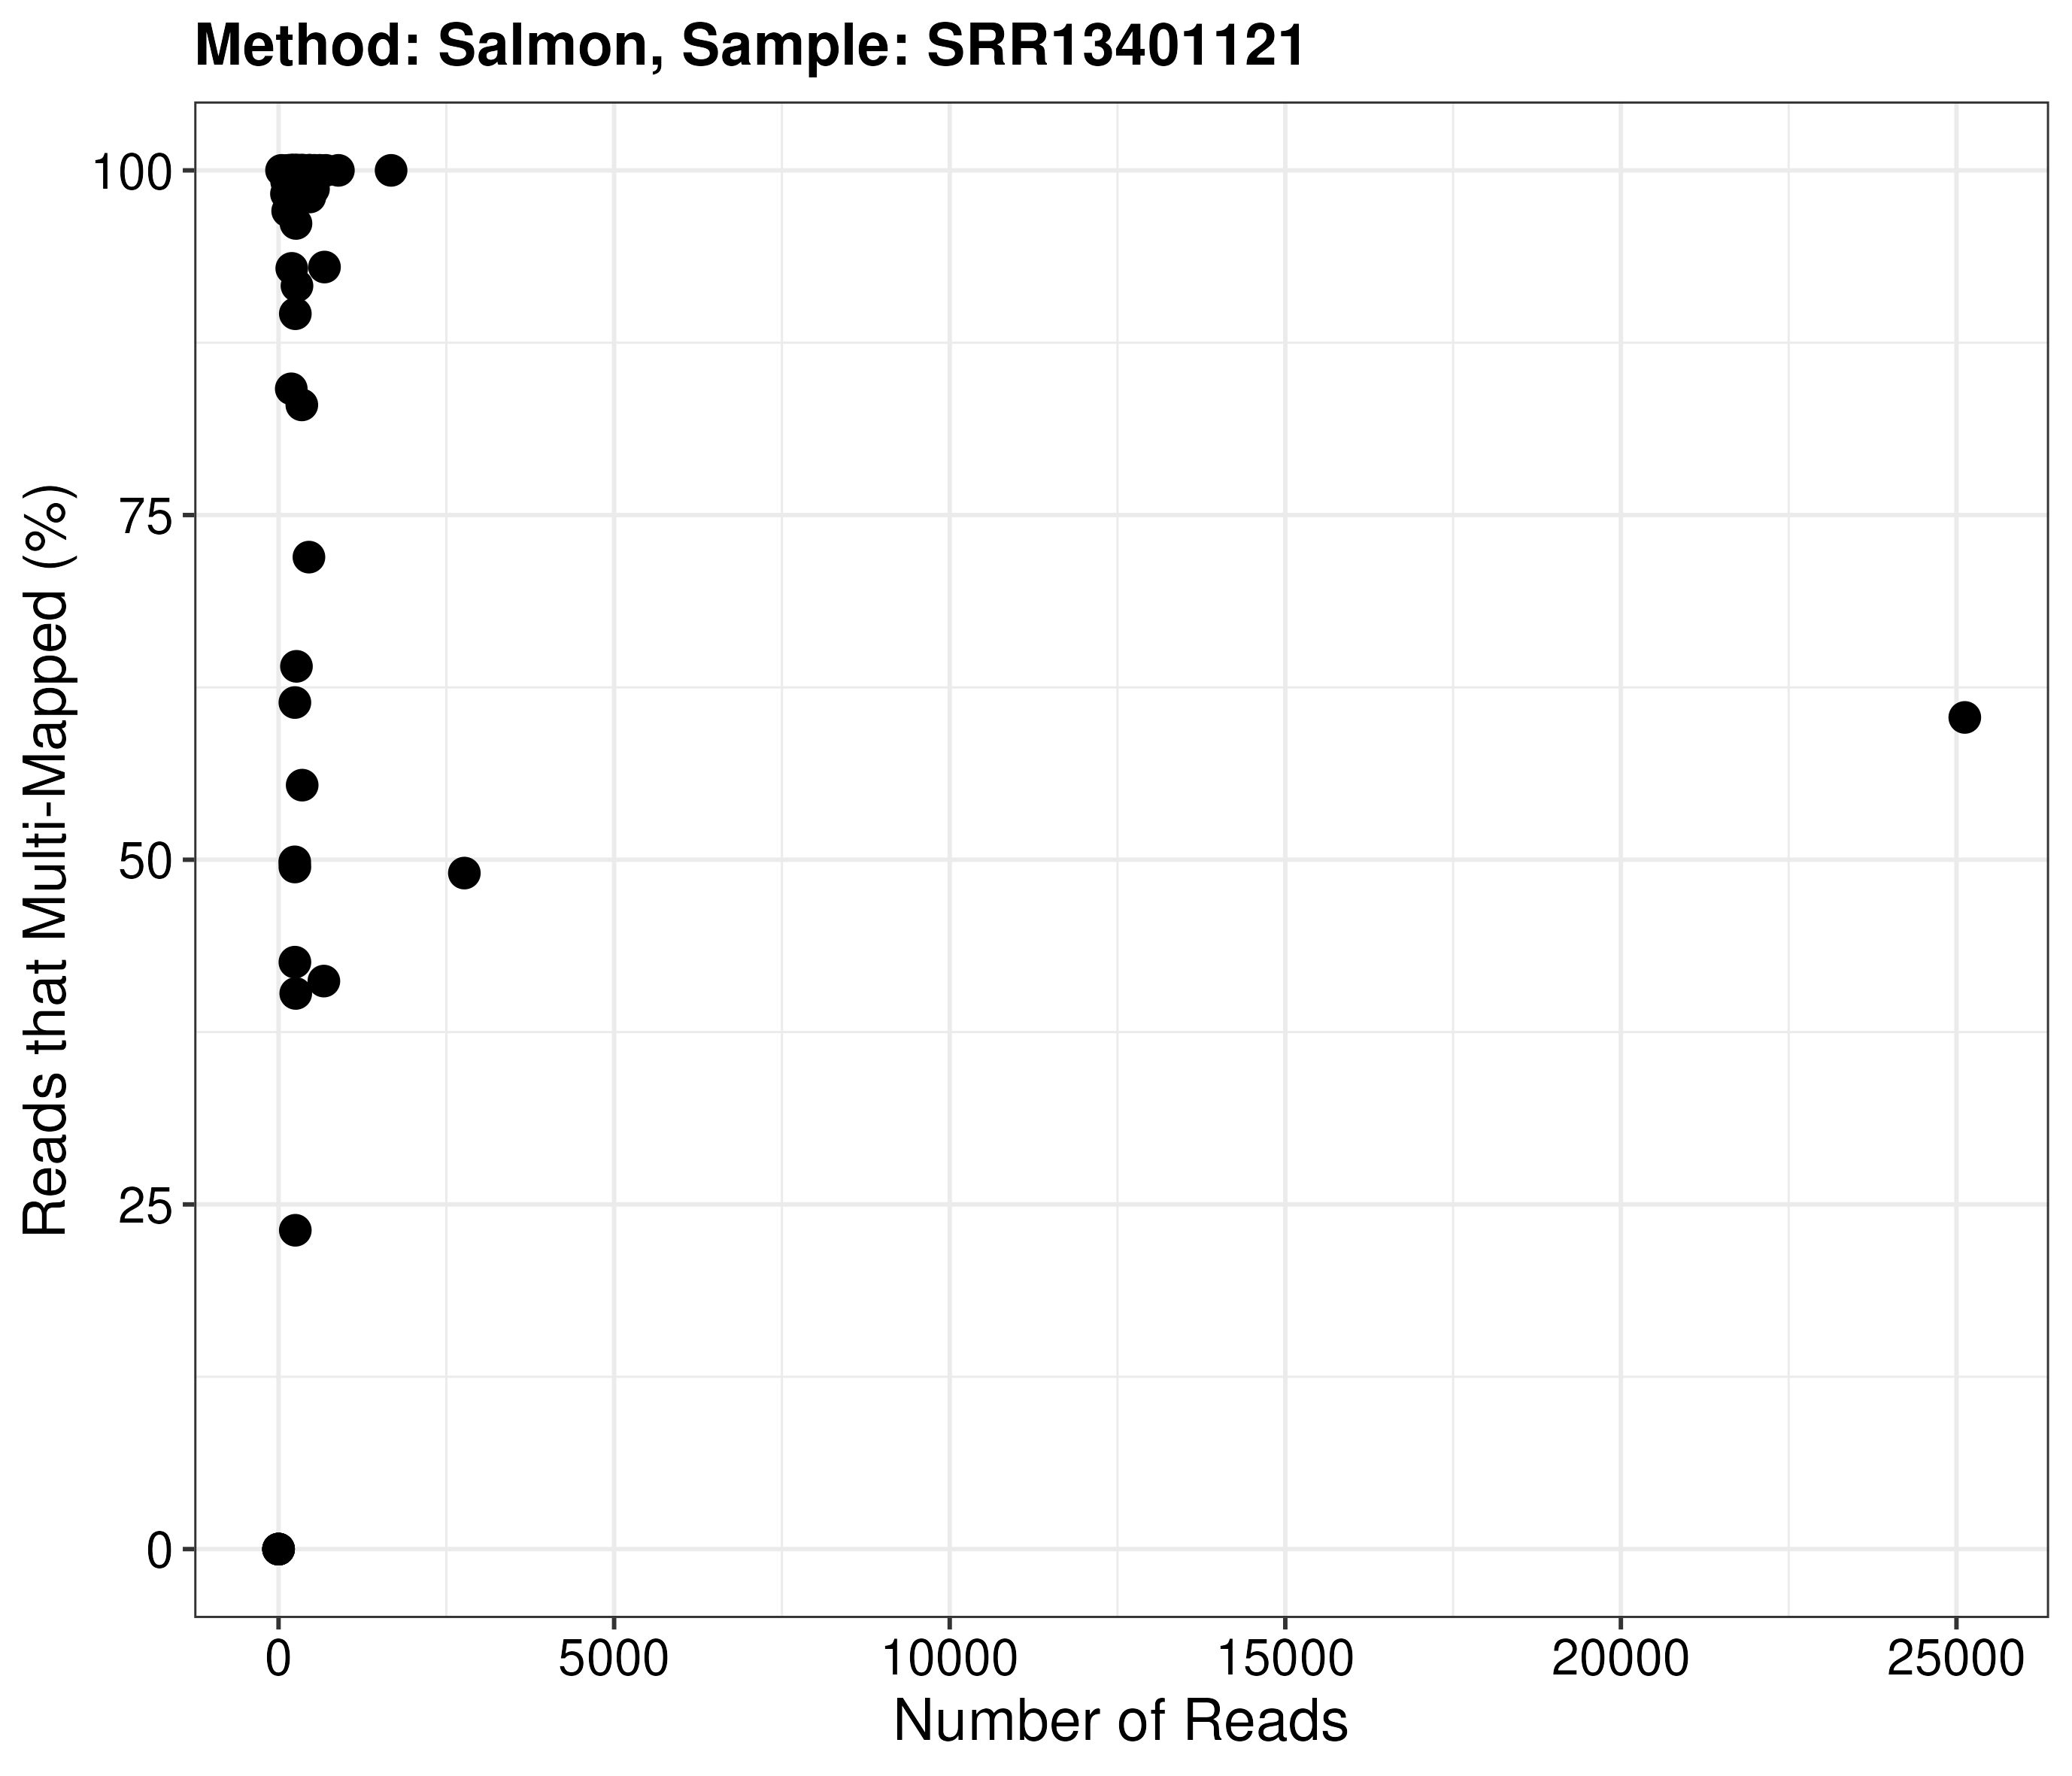 Method: Salmon, Sample: SRR13401121
Reads that Multi-Mapped (%)
100
75
50
25
0
0 5000 10000 15000 20000 25000
Number of Reads